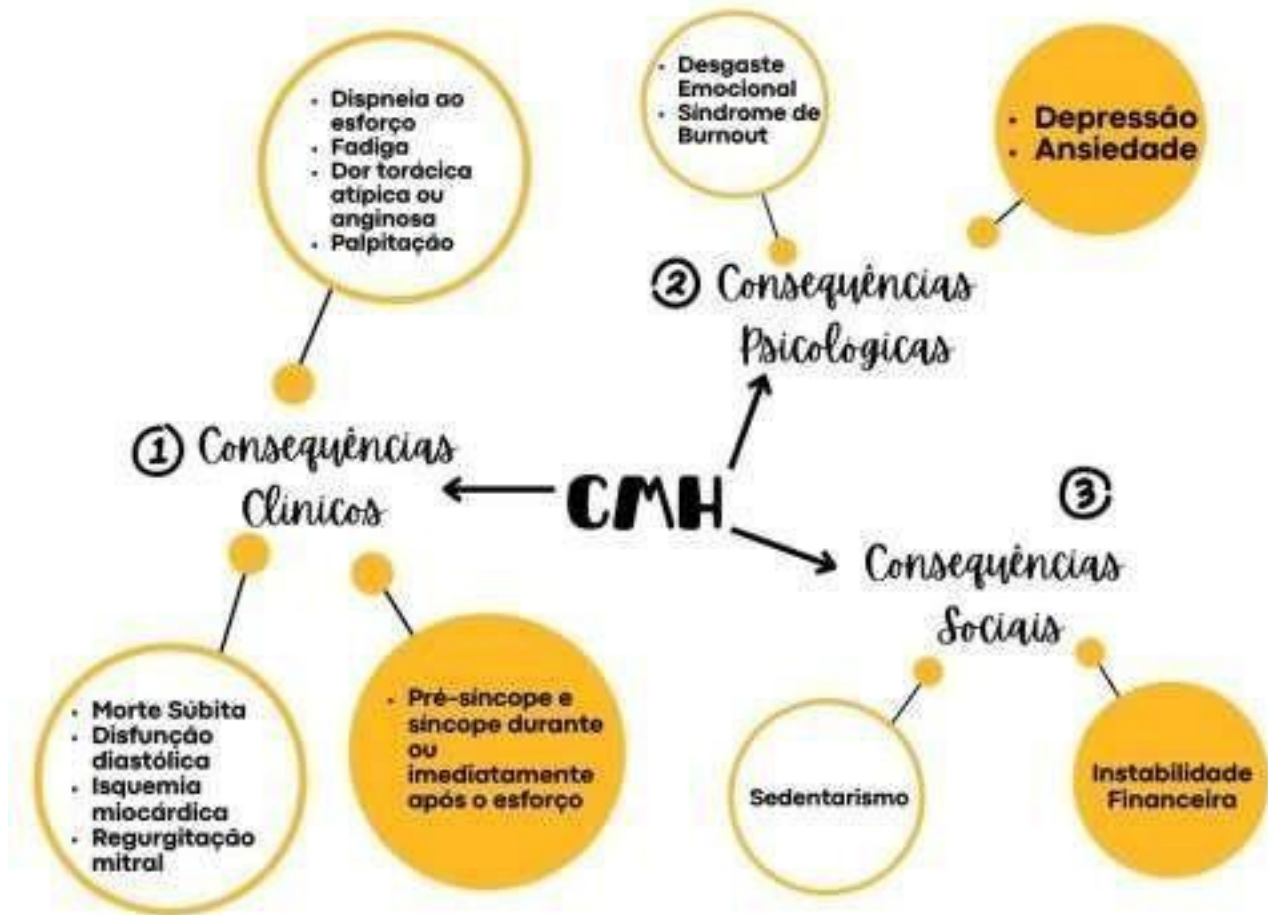 • Dispneia ao
esforço
• Fadiga
• Dor torácica
atípica ou
anginosa
• Palpitação
• Desgaste
Emocional
• Síndrome de
Burnout
• Depressão
• Ansiedade
2 Consequências
Psicológicas
1 Consequências
Clínicos
CMH
3
Consequências
Sociais
• Morte Súbita
• Disfunção
diastólica
• Isquemia
miocárdica
• Regurgitação
mitral
• Pré-síncope e
síncope durante
ou
imediatamente
após o esforço
Sedentarismo
Instabilidade
Financeira